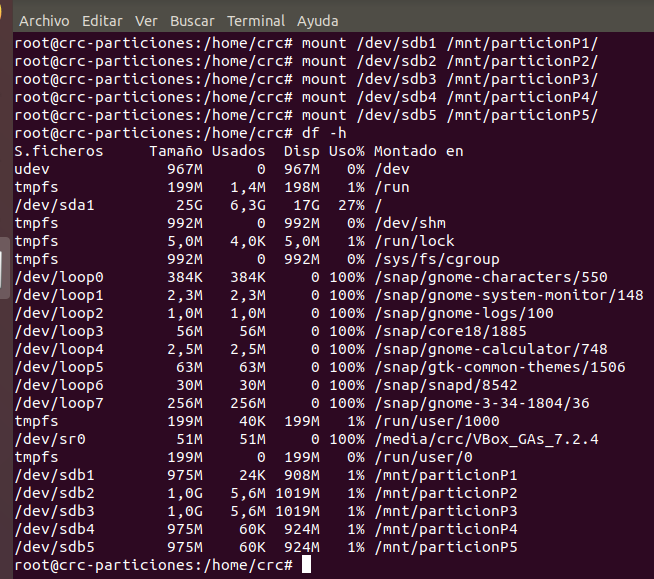 Archivo Editar Ver Buscar Terminal Ayuda
root@crc-particiones:/home/crc# mount /dev/sdb1 /mnt/particionP1/
root@crc-particiones:/home/crc# mount /dev/sdb2 /mnt/particionP2/
root@crc-particiones:/home/crc# mount /dev/sdb3 /mnt/particionP3/
root@crc-particiones:/home/crc# mount /dev/sdb4 /mnt/particionP4/
root@crc-particiones:/home/crc# mount /dev/sdb5 /mnt/particionP5/
root@crc-particiones:/home/crc# df -h
S.ficheros     Tamaño Usados  Disp Uso% Montado en
udev             967M      0  967M   0% /dev
tmpfs            199M   1,4M  198M   1% /run
/dev/sda1         25G   6,3G   17G  27% /
tmpfs            992M      0  992M   0% /dev/shm
tmpfs            5,0M   4,0K  5,0M   1% /run/lock
tmpfs            992M      0  992M   0% /sys/fs/cgroup
/dev/loop0       384K   384K     0 100% /snap/gnome-characters/550
/dev/loop1       2,3M   2,3M     0 100% /snap/gnome-system-monitor/148
/dev/loop2       1,0M   1,0M     0 100% /snap/gnome-logs/100
/dev/loop3        56M    56M     0 100% /snap/core18/1885
/dev/loop4       2,5M   2,5M     0 100% /snap/gnome-calculator/748
/dev/loop5        63M    63M     0 100% /snap/gtk-common-themes/1506
/dev/loop6        30M    30M     0 100% /snap/snapd/8542
/dev/loop7       256M   256M     0 100% /snap/gnome-3-34-1804/36
tmpfs            199M    40K  199M   1% /run/user/1000
/dev/sr0          51M    51M     0 100% /media/crc/VBox_GAs_7.2.4
tmpfs            199M      0  199M   0% /run/user/0
/dev/sdb1        975M    24K  908M   1% /mnt/particionP1
/dev/sdb2        1,0G   5,6M 1019M   1% /mnt/particionP2
/dev/sdb3        1,0G   5,6M 1019M   1% /mnt/particionP3
/dev/sdb4        975M    60K  924M   1% /mnt/particionP4
/dev/sdb5        975M    60K  924M   1% /mnt/particionP5
root@crc-particiones:/home/crc#